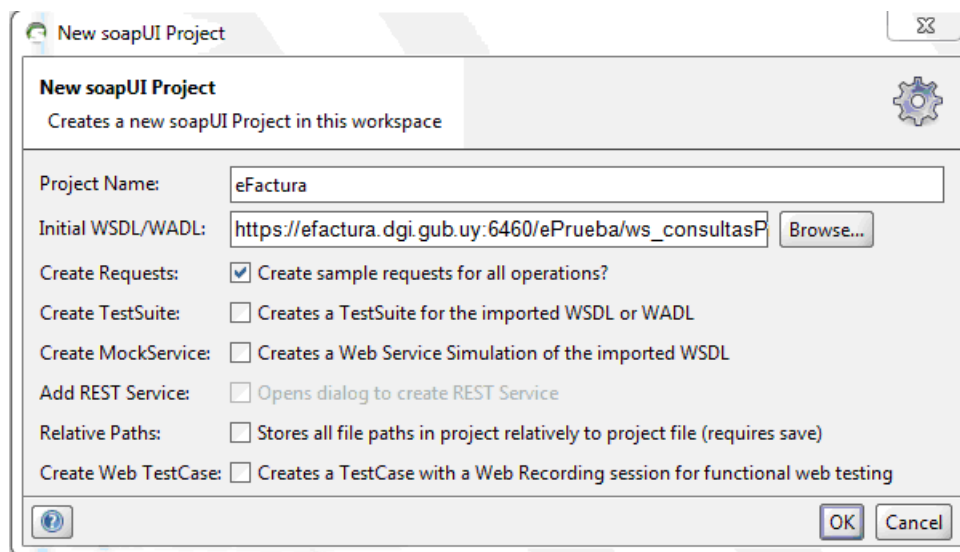 New soapUI Project
New soapUI Project
Creates a new soapUI Project in this workspace
Project Name: eFactura
Initial WSDL/WADL: https://efactura.dgi.gub.uy:6460/ePrueba/ws_consultasP Browse...
Create Requests: Create sample requests for all operations?
Create TestSuite: Creates a TestSuite for the imported WSDL or WADL
Create MockService: Creates a Web Service Simulation of the imported WSDL
Add REST Service: Opens dialog to create REST Service
Relative Paths: Stores all file paths in project relatively to project file (requires save)
Create Web TestCase: Creates a TestCase with a Web Recording session for functional web testing
OK Cancel